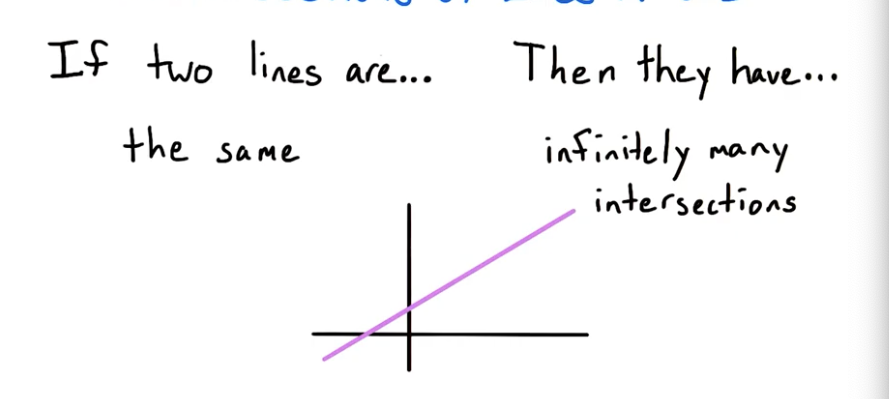 If two lines are... Then they have...
the same infinitely many
intersections